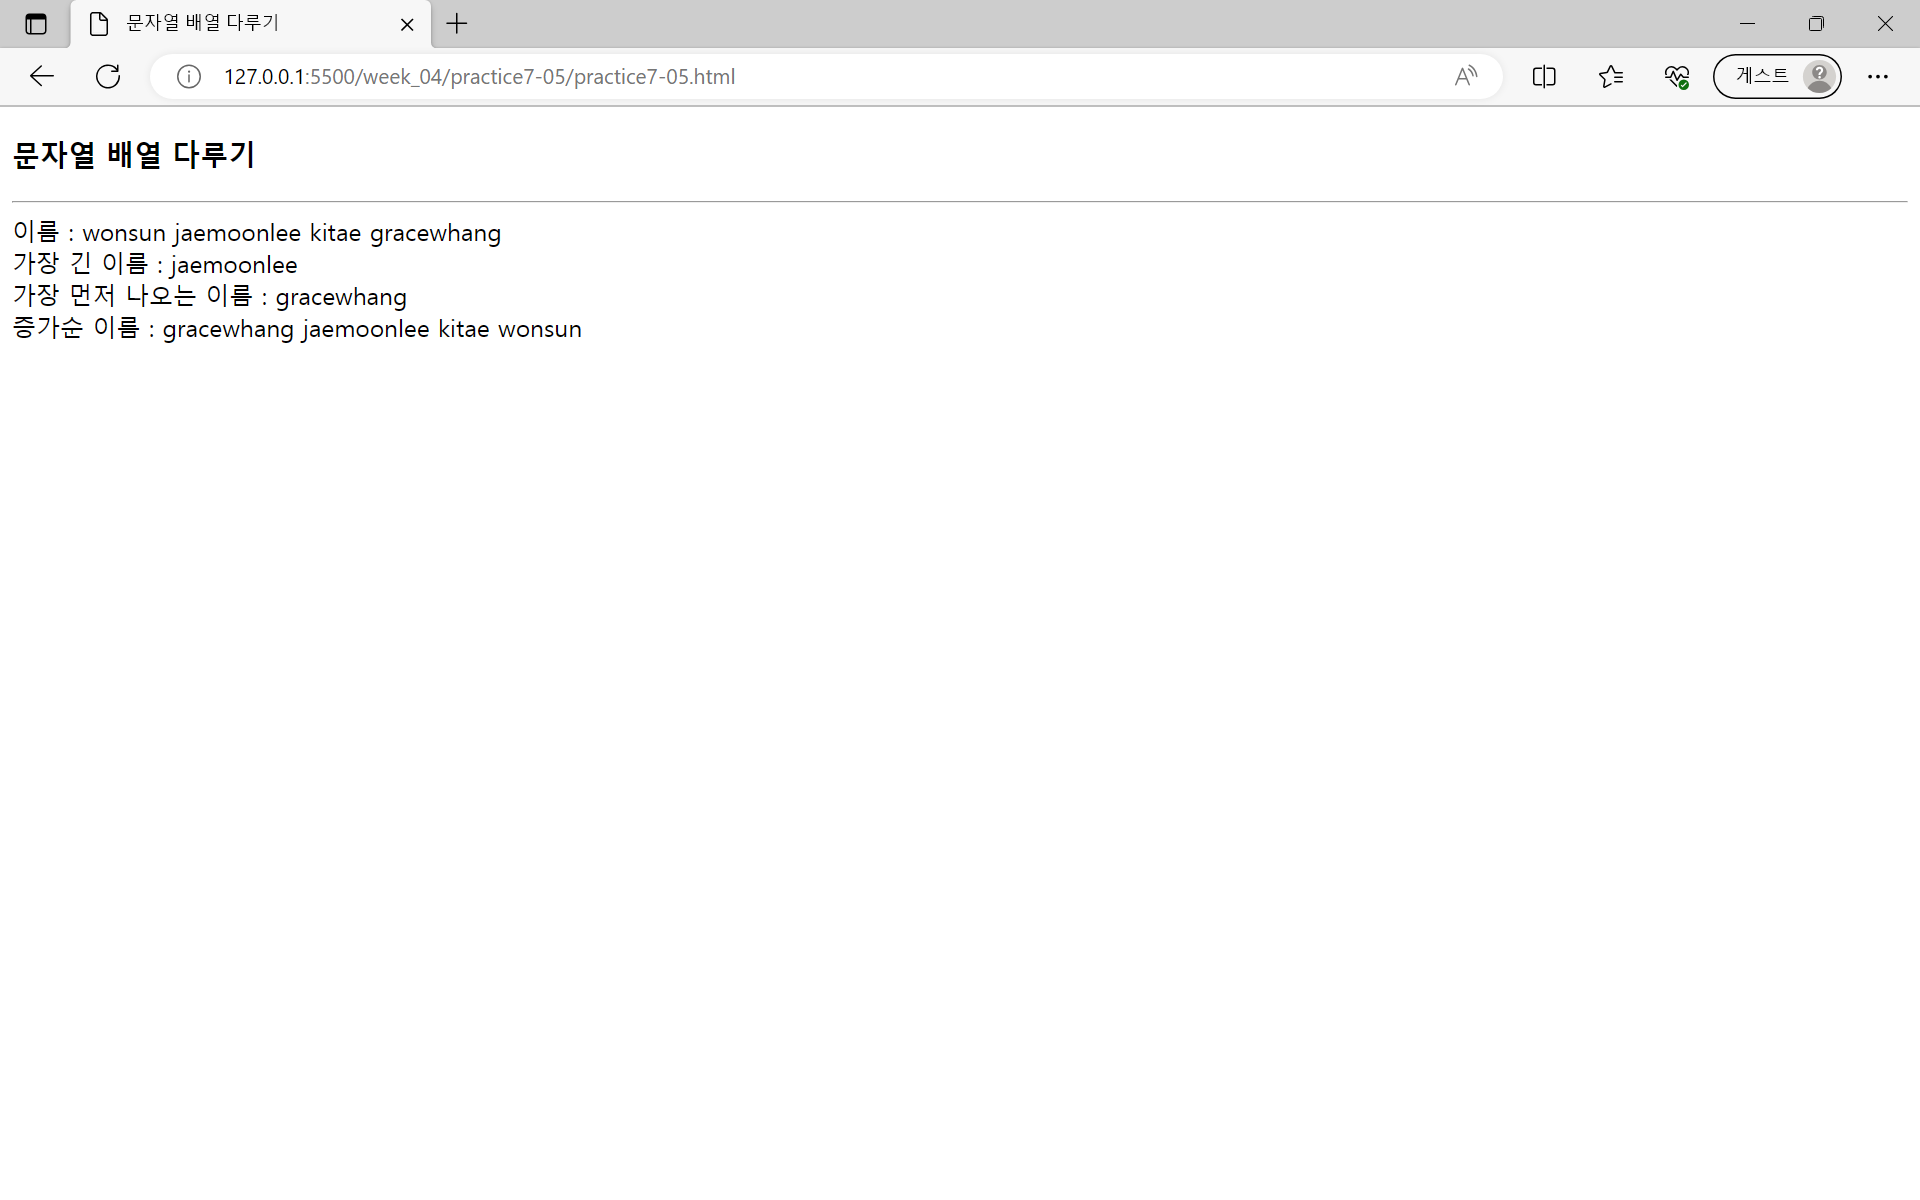 문자열 배열 다루기
127.0.0.1:5500/week_04/practice7-05/practice7-05.html
게스트
문자열 배열 다루기
이름 : wonsun jaemoonlee kitae gracewhang
가장 긴 이름 : jaemoonlee
가장 먼저 나오는 이름 : gracewhang
증가순 이름 : gracewhang jaemoonlee kitae wonsun